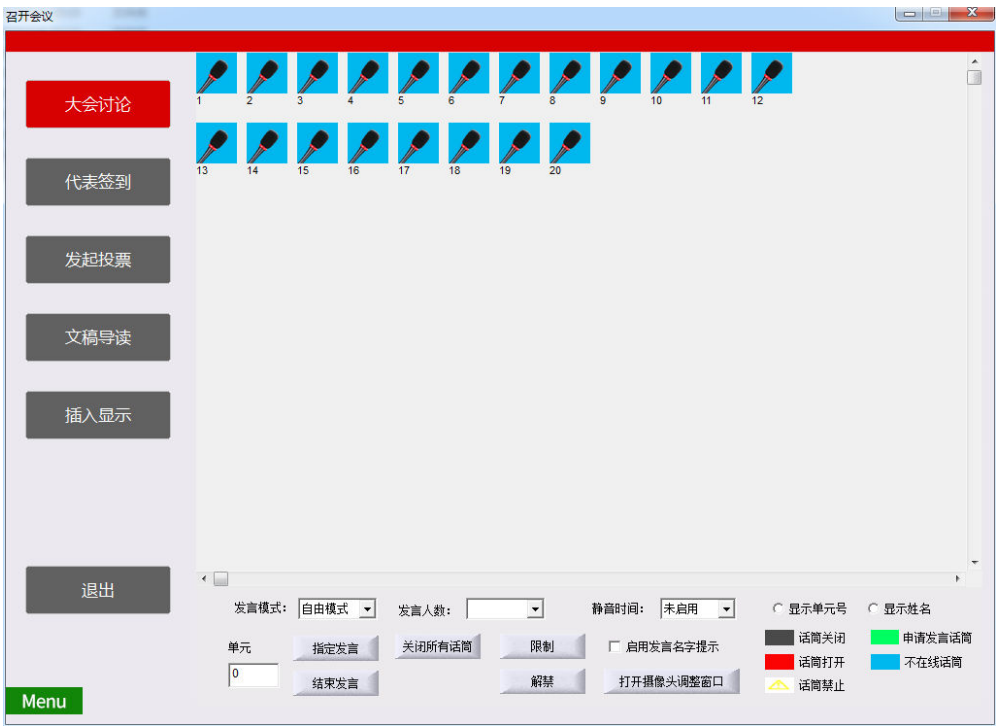 召开会议
大会讨论
代表签到
发起投票
文稿导读
插入显示
退出
Menu
1 2 3 4 5 6 7 8 9 10 11 12
13 14 15 16 17 18 19 20
发言模式: 自由模式 发言人数: 静音时间: 未启用 显示单元号 显示姓名
单元 指定发言 关闭所有话筒 限制 启用发言名字提示
0 结束发言 解禁 打开摄像头调整窗口
话筒关闭 申请发言话筒
话筒打开 不在线话筒
话筒禁止